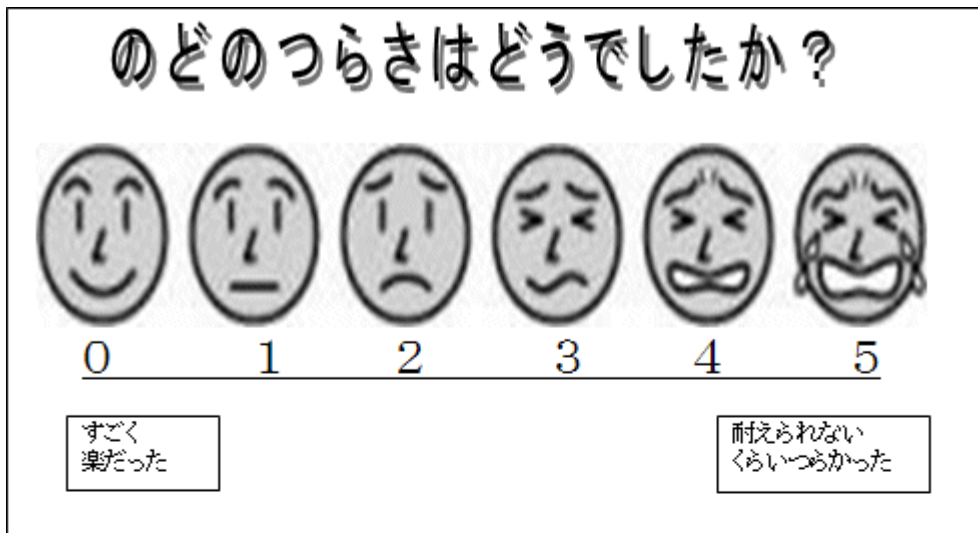 のどのつらさはどうでしたか？
0 1 2 3 4 5
すごく
楽だった
耐えられない
くらいつらかった